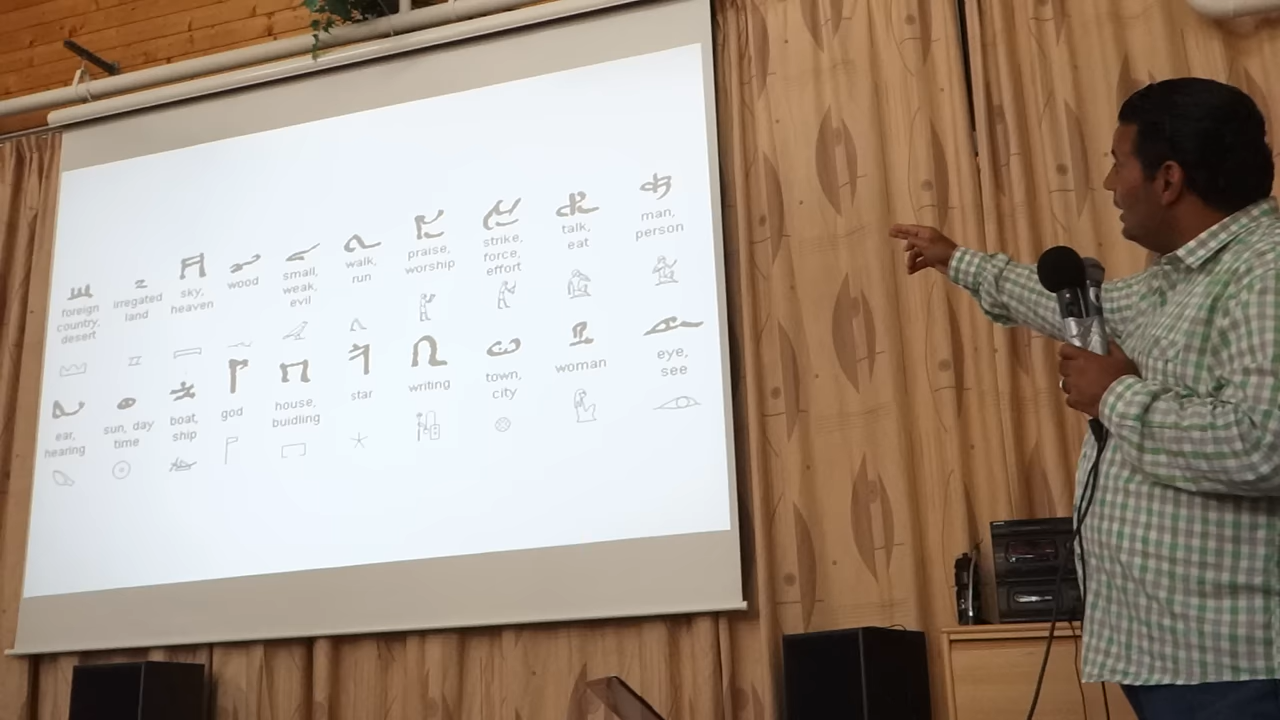 foreign
country,
desert
irregated
land
sky,
heaven
wood
small,
weak,
evil
walk,
run
praise,
worship
strike,
force,
effort
talk,
eat
man,
person
ear,
hearing
sun, day
time
boat,
ship
god
house,
buidling
star
writing
town,
city
woman
eye,
see